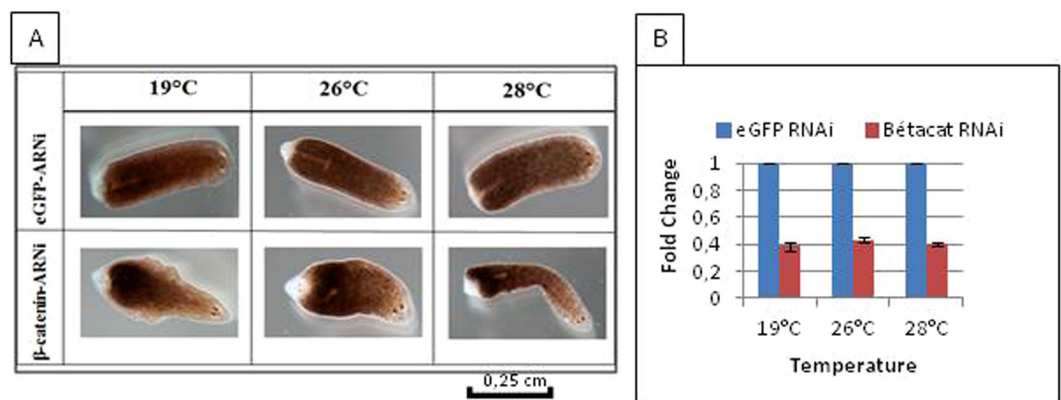 A
19°C 26°C 28°C
eGFP-ARNi
β-catenin-ARNi
0,25 cm
B
eGFP RNAi Bétacat RNAi
Fold Change
1
0,8
0,6
0,4
0,2
0
19°C 26°C 28°C
Temperature